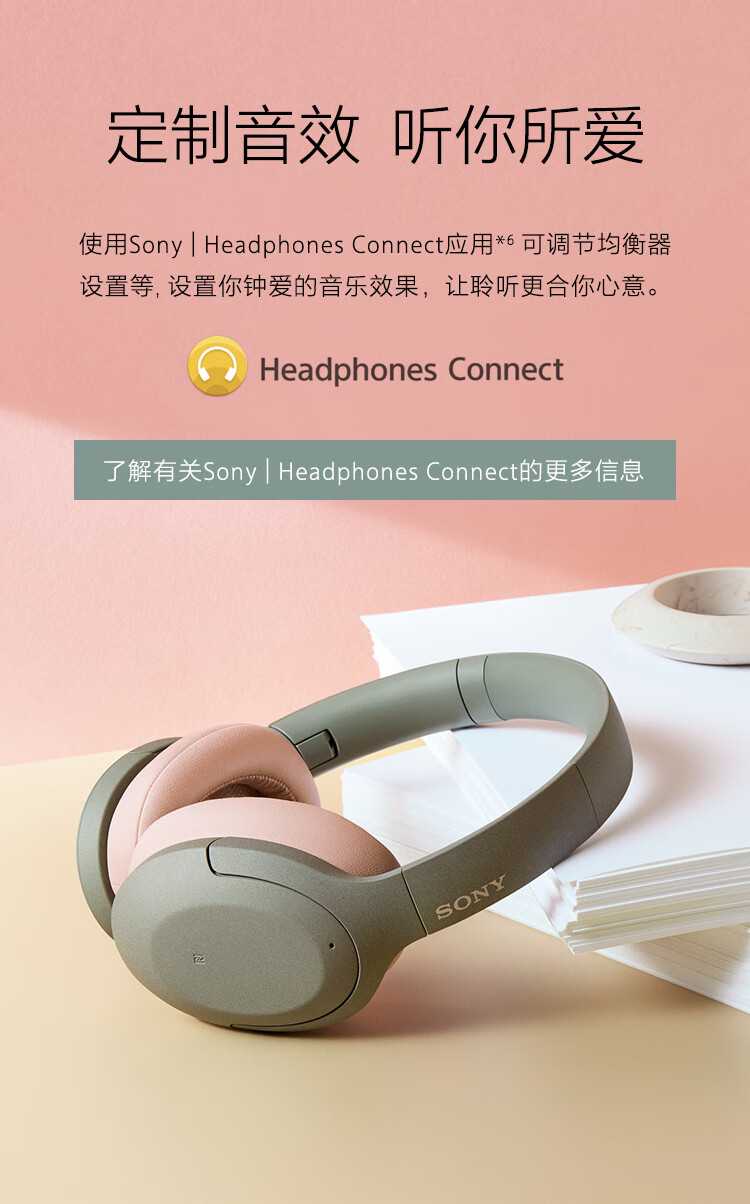 定制音效 听你所爱
使用Sony | Headphones Connect应用*6 可调节均衡器
设置等, 设置你钟爱的音乐效果，让聆听更合你心意。
Headphones Connect
了解有关Sony | Headphones Connect的更多信息
SONY